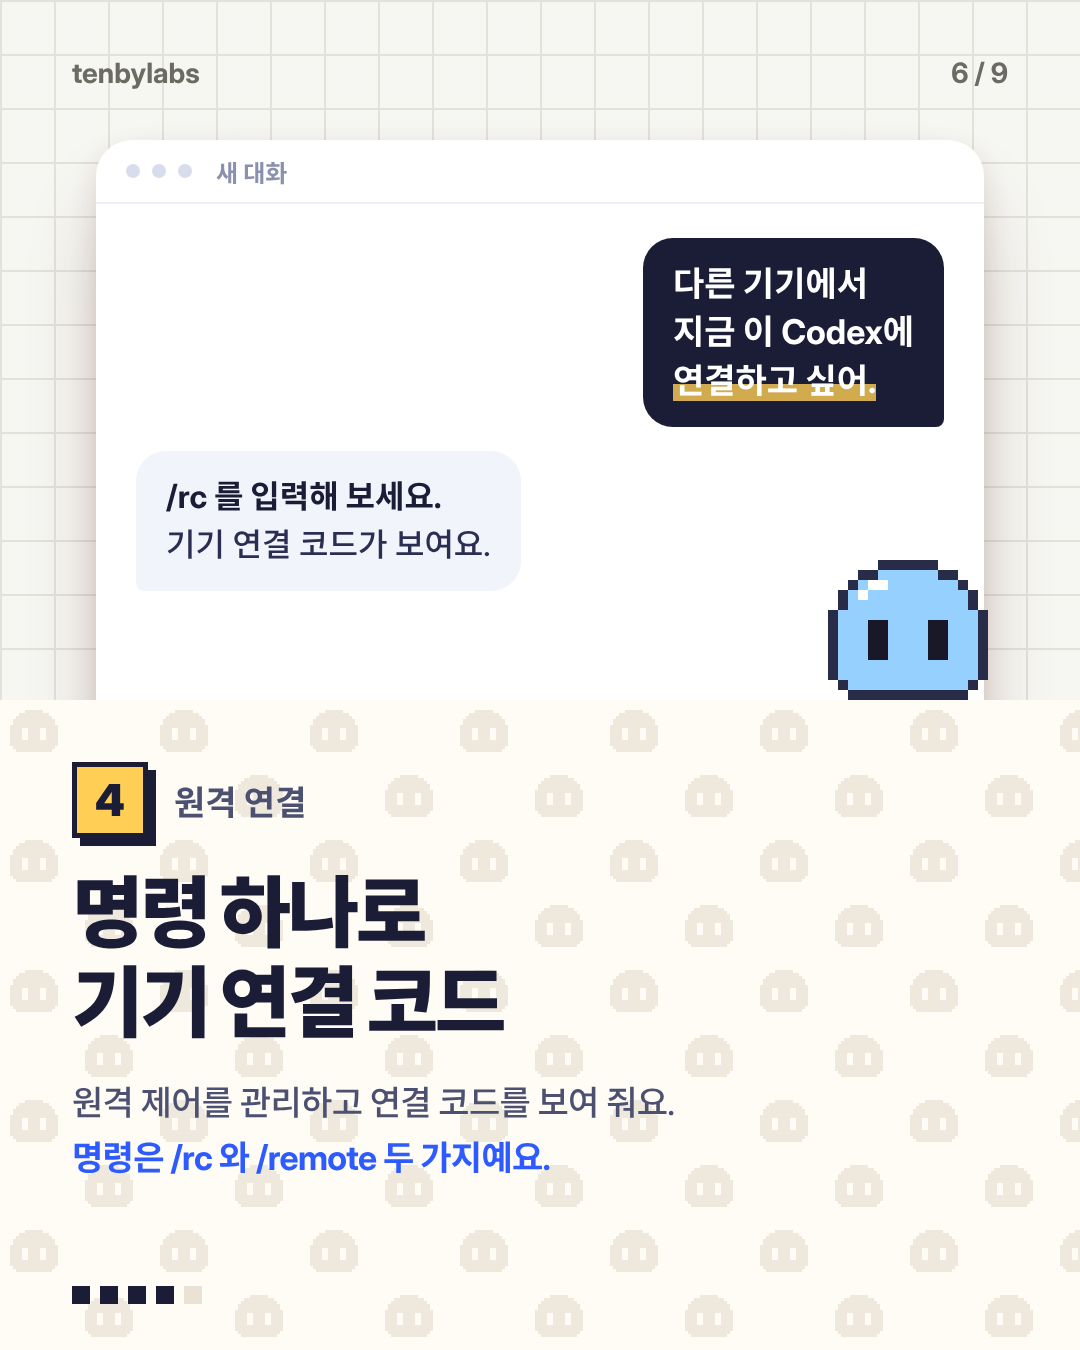 tenbylabs
6 / 9
새 대화
다른 기기에서
지금 이 Codex에
연결하고 싶어.
/rc 를 입력해 보세요.
기기 연결 코드가 보여요.
4
원격 연결
명령 하나로
기기 연결 코드
원격 제어를 관리하고 연결 코드를 보여 줘요.
명령은 /rc 와 /remote 두 가지예요.